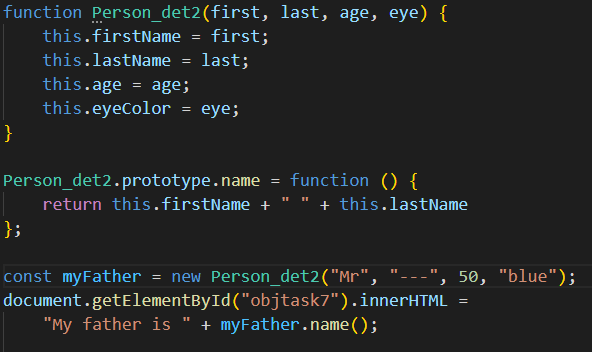 function Person_det2(first, last, age, eye) {
    this.firstName = first;
    this.lastName = last;
    this.age = age;
    this.eyeColor = eye;
}

Person_det2.prototype.name = function () {
    return this.firstName + " " + this.lastName
};

const myFather = new Person_det2("Mr", "---", 50, "blue");
document.getElementById("objtask7").innerHTML =
    "My father is " + myFather.name();